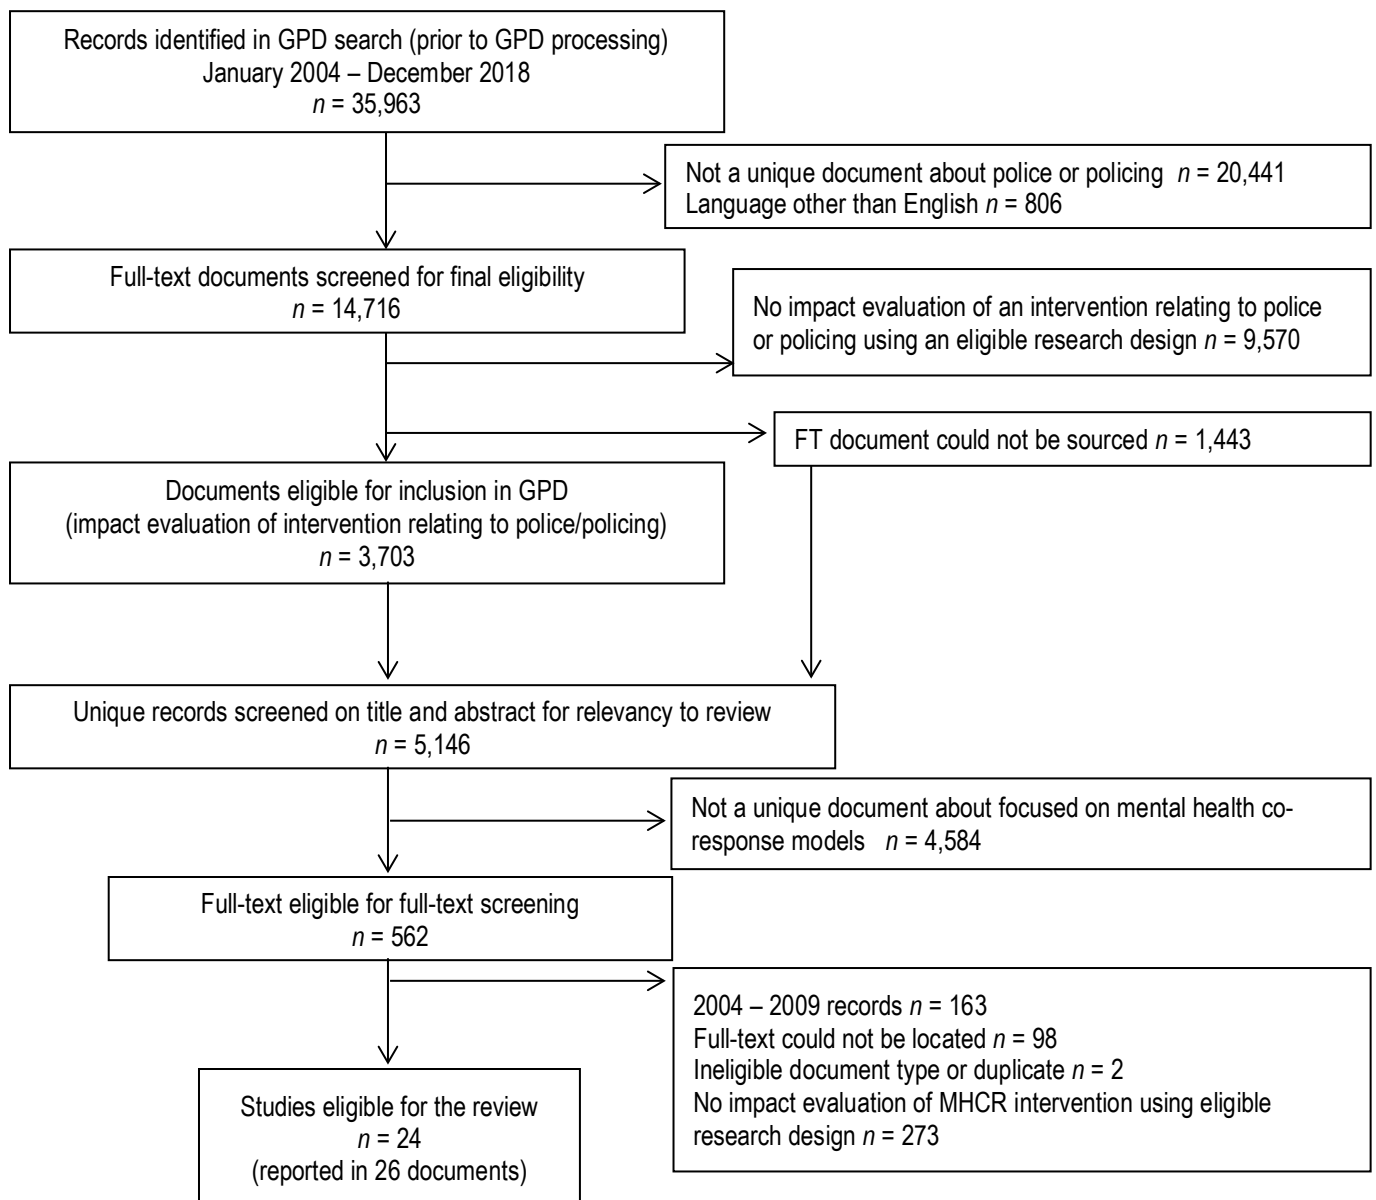 Records identified in GPD search (prior to GPD processing)
January 2004 – December 2018
n = 35,963
Not a unique document about police or policing n = 20,441
Language other than English n = 806
Full-text documents screened for final eligibility
n = 14,716
No impact evaluation of an intervention relating to police
or policing using an eligible research design n = 9,570
FT document could not be sourced n = 1,443
Documents eligible for inclusion in GPD
(impact evaluation of intervention relating to police/policing)
n = 3,703
Unique records screened on title and abstract for relevancy to review
n = 5,146
Not a unique document about focused on mental health co-
response models n = 4,584
Full-text eligible for full-text screening
n = 562
2004 – 2009 records n = 163
Full-text could not be located n = 98
Ineligible document type or duplicate n = 2
No impact evaluation of MHCR intervention using eligible
research design n = 273
Studies eligible for the review
n = 24
(reported in 26 documents)